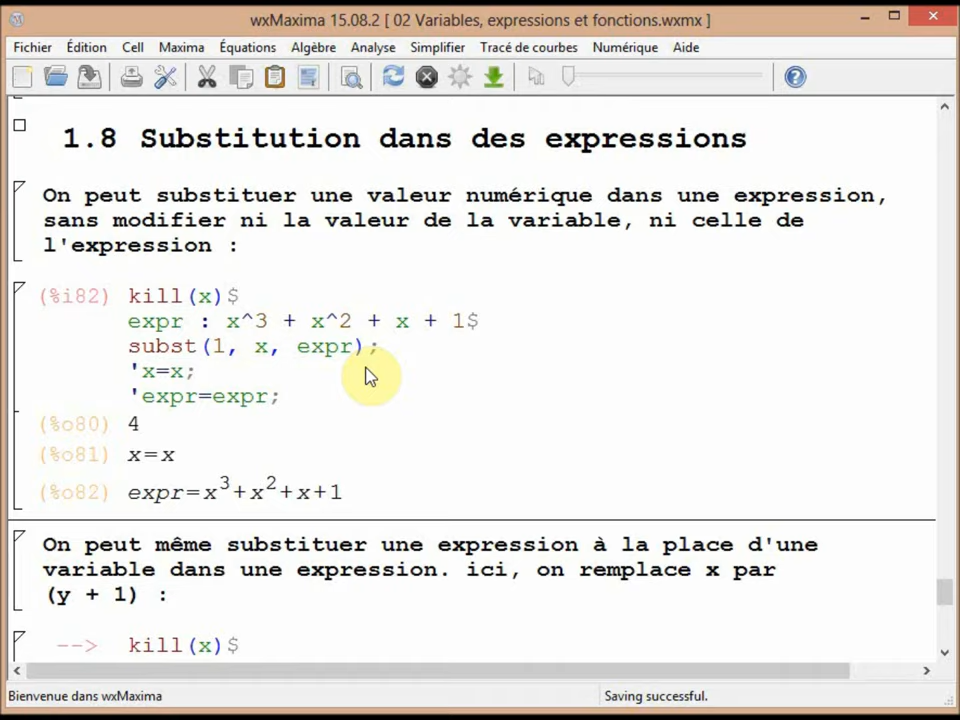 wxMaxima 15.08.2 [ 02 Variables, expressions et fonctions.wxmx ]
Fichier Édition Cell Maxima Équations Algèbre Analyse Simplifier Tracé de courbes Numérique Aide
1.8 Substitution dans des expressions
On peut substituer une valeur numérique dans une expression,
sans modifier ni la valeur de la variable, ni celle de
l'expression :
(%i82) kill(x)$
expr : x^3 + x^2 + x + 1$
subst(1, x, expr);
'x=x;
'expr=expr;
(%o80) 4
(%o81) x=x
(%o82) expr=x³+x²+x+1
On peut même substituer une expression à la place d'une
variable dans une expression. ici, on remplace x par
(y + 1) :
--> kill(x)$
Bienvenue dans wxMaxima Saving successful.